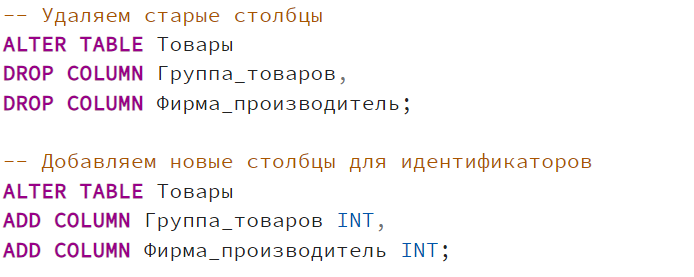 -- Удаляем старые столбцы
ALTER TABLE Товары
DROP COLUMN Группа_товаров,
DROP COLUMN Фирма_производитель;
-- Добавляем новые столбцы для идентификаторов
ALTER TABLE Товары
ADD COLUMN Группа_товаров INT,
ADD COLUMN Фирма_производитель INT;